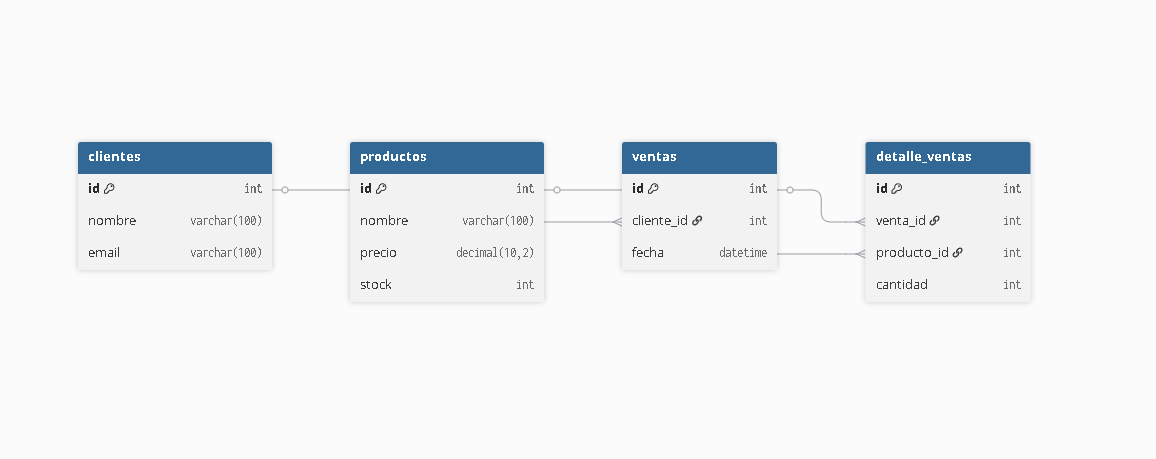 clientes
id int
nombre varchar(100)
email varchar(100)
productos
id int
nombre varchar(100)
precio decimal(10,2)
stock int
ventas
id int
cliente_id int
fecha datetime
detalle_ventas
id int
venta_id int
producto_id int
cantidad int